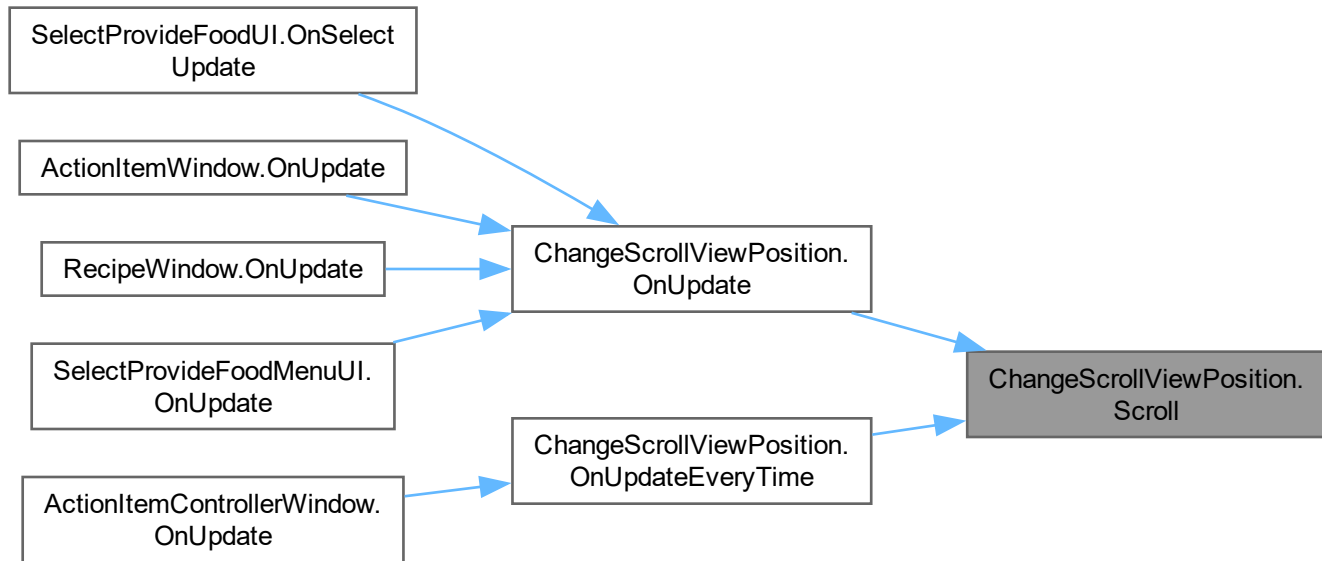 SelectProvideFoodUI.OnSelect
Update
ActionItemWindow.OnUpdate
RecipeWindow.OnUpdate
SelectProvideFoodMenuUI.
OnUpdate
ActionItemControllerWindow.
OnUpdate
ChangeScrollViewPosition.
OnUpdate
ChangeScrollViewPosition.
OnUpdateEveryTime
ChangeScrollViewPosition.
Scroll